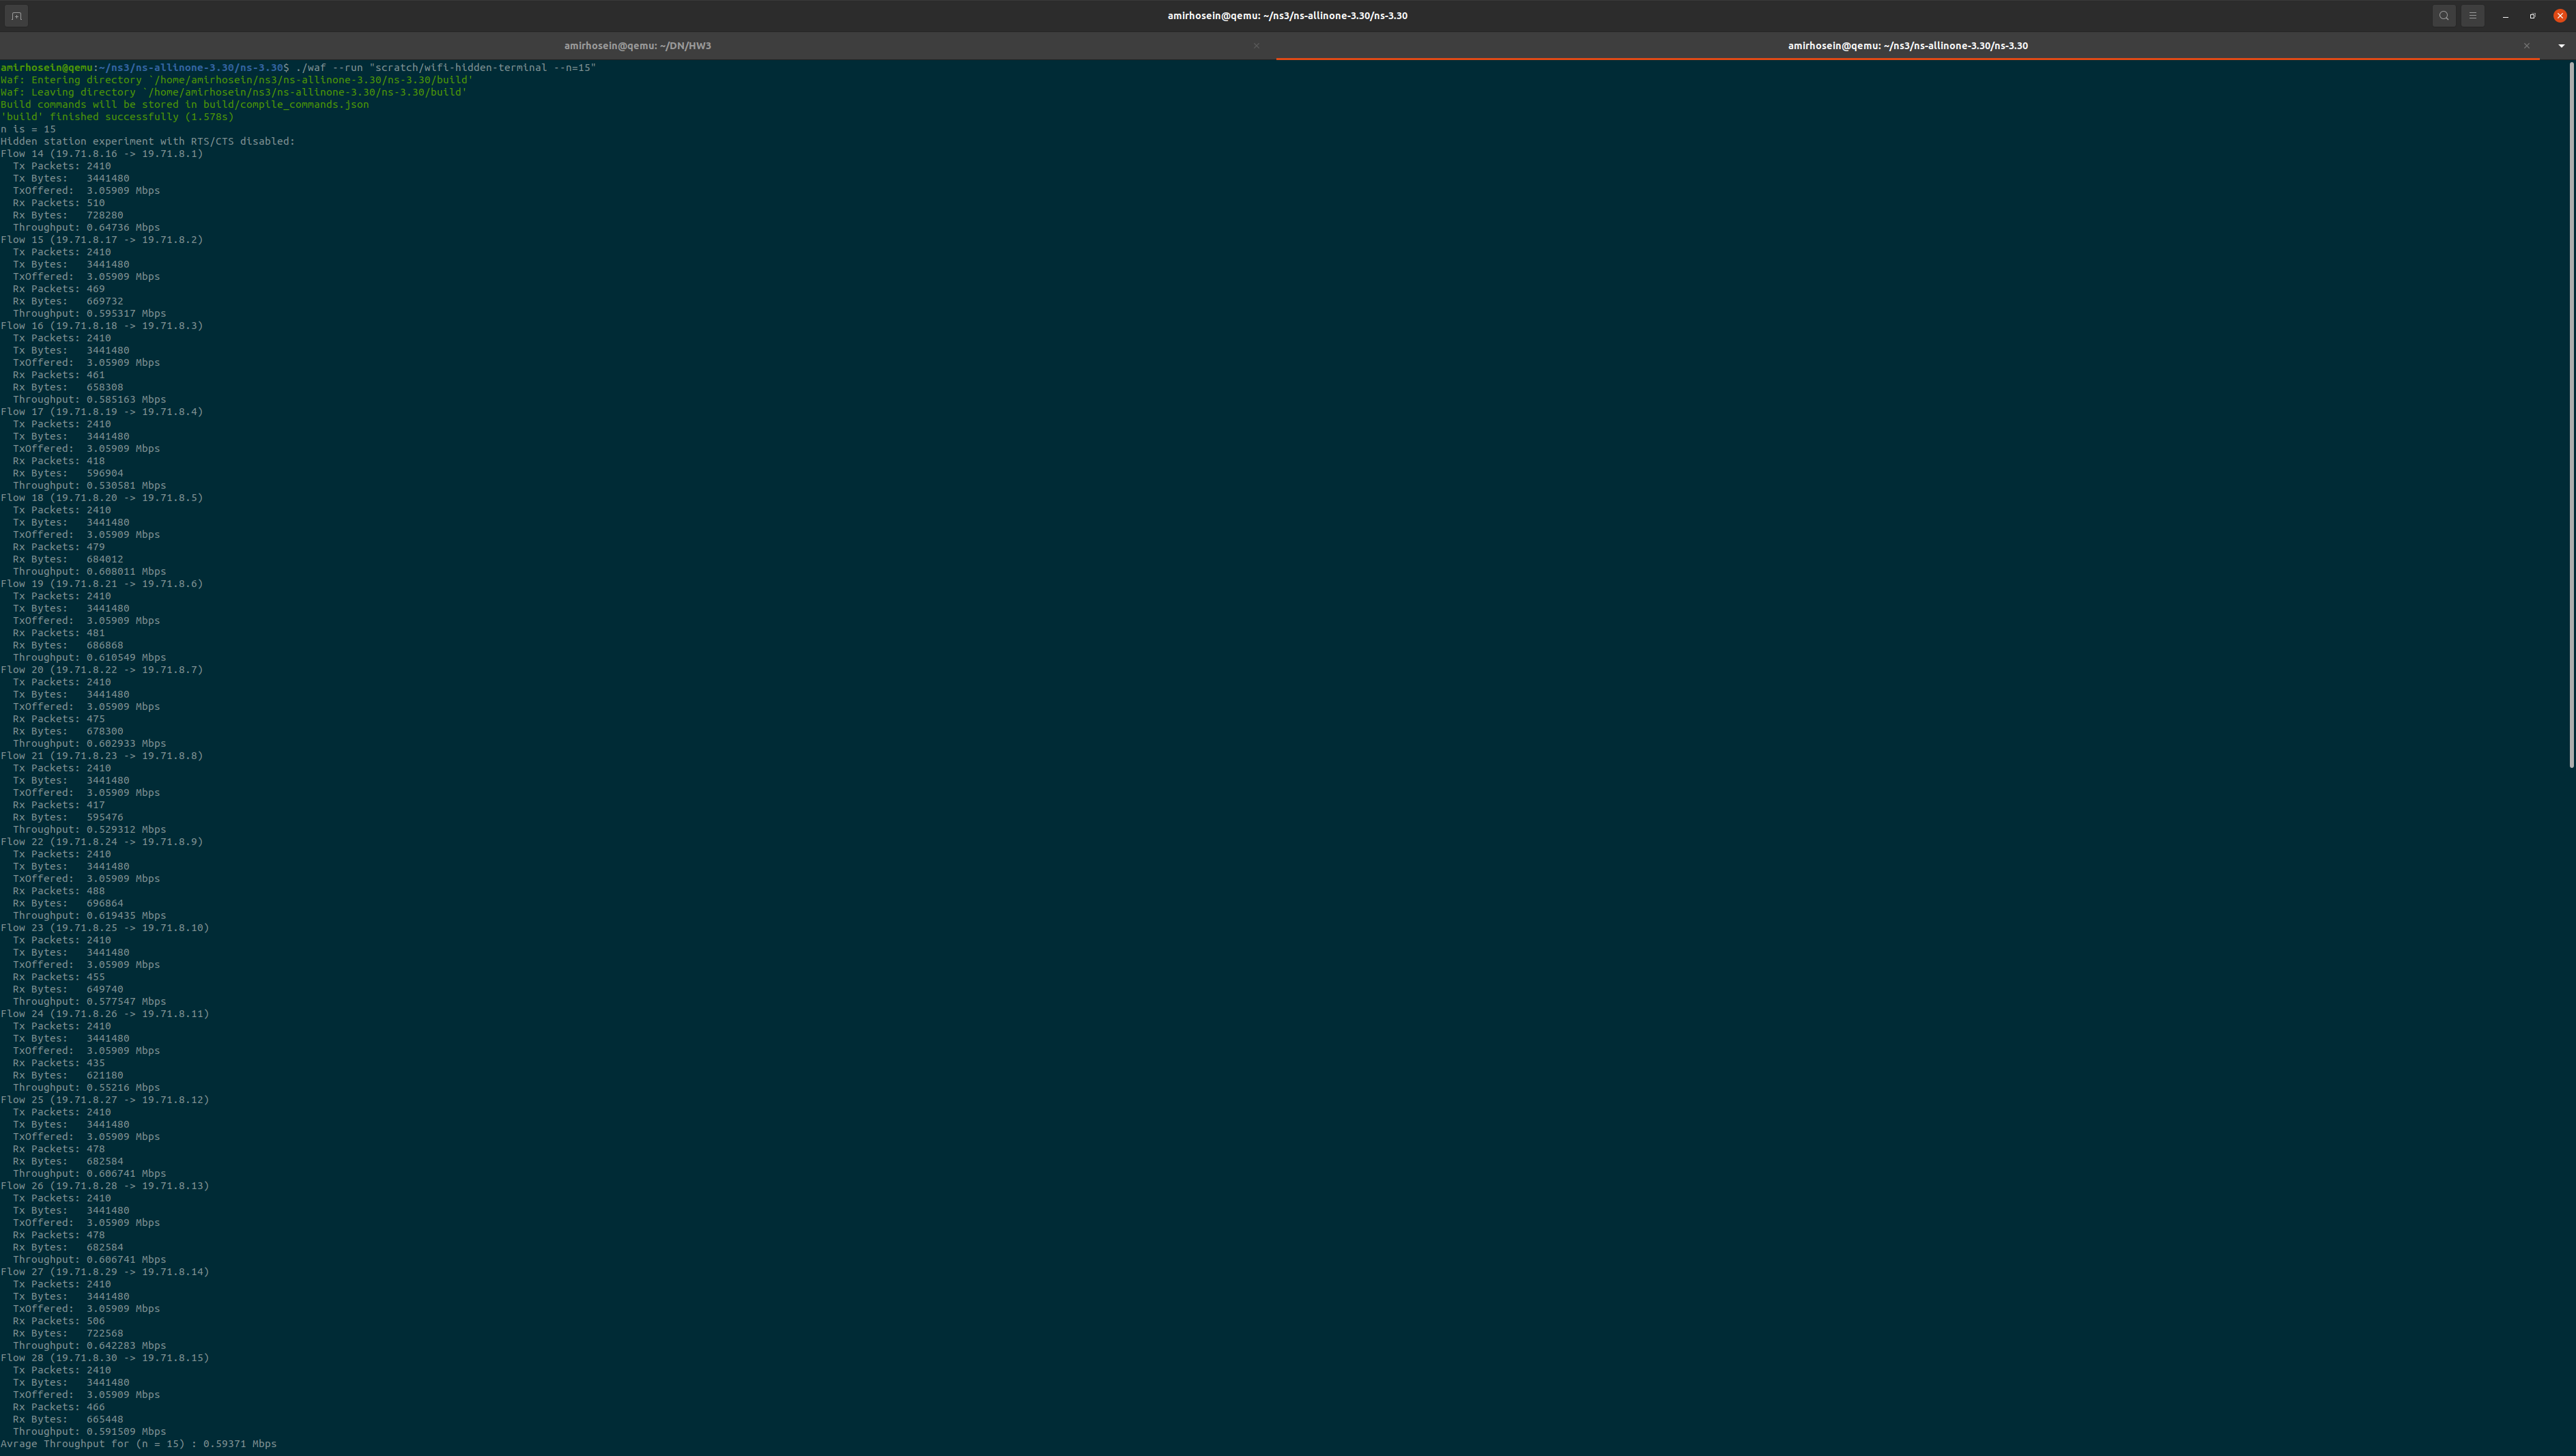 amirhosein@qemu: ~/ns3/ns-allinone-3.30/ns-3.30
amirhosein@qemu: ~/DN/HW3
amirhosein@qemu: ~/ns3/ns-allinone-3.30/ns-3.30
amirhosein@qemu:~/ns3/ns-allinone-3.30/ns-3.30$ ./waf --run "scratch/wifi-hidden-terminal --n=15"
Waf: Entering directory `/home/amirhosein/ns3/ns-allinone-3.30/ns-3.30/build'
Waf: Leaving directory `/home/amirhosein/ns3/ns-allinone-3.30/ns-3.30/build'
Build commands will be stored in build/compile_commands.json
'build' finished successfully (1.578s)
n is = 15
Hidden station experiment with RTS/CTS disabled:
Flow 14 (19.71.8.16 -> 19.71.8.1)
  Tx Packets: 2410
  Tx Bytes:   3441480
  TxOffered:  3.05909 Mbps
  Rx Packets: 510
  Rx Bytes:   728280
  Throughput: 0.64736 Mbps
Flow 15 (19.71.8.17 -> 19.71.8.2)
  Tx Packets: 2410
  Tx Bytes:   3441480
  TxOffered:  3.05909 Mbps
  Rx Packets: 469
  Rx Bytes:   669732
  Throughput: 0.595317 Mbps
Flow 16 (19.71.8.18 -> 19.71.8.3)
  Tx Packets: 2410
  Tx Bytes:   3441480
  TxOffered:  3.05909 Mbps
  Rx Packets: 461
  Rx Bytes:   658308
  Throughput: 0.585163 Mbps
Flow 17 (19.71.8.19 -> 19.71.8.4)
  Tx Packets: 2410
  Tx Bytes:   3441480
  TxOffered:  3.05909 Mbps
  Rx Packets: 418
  Rx Bytes:   596904
  Throughput: 0.530581 Mbps
Flow 18 (19.71.8.20 -> 19.71.8.5)
  Tx Packets: 2410
  Tx Bytes:   3441480
  TxOffered:  3.05909 Mbps
  Rx Packets: 479
  Rx Bytes:   684012
  Throughput: 0.608011 Mbps
Flow 19 (19.71.8.21 -> 19.71.8.6)
  Tx Packets: 2410
  Tx Bytes:   3441480
  TxOffered:  3.05909 Mbps
  Rx Packets: 481
  Rx Bytes:   686868
  Throughput: 0.610549 Mbps
Flow 20 (19.71.8.22 -> 19.71.8.7)
  Tx Packets: 2410
  Tx Bytes:   3441480
  TxOffered:  3.05909 Mbps
  Rx Packets: 475
  Rx Bytes:   678300
  Throughput: 0.602933 Mbps
Flow 21 (19.71.8.23 -> 19.71.8.8)
  Tx Packets: 2410
  Tx Bytes:   3441480
  TxOffered:  3.05909 Mbps
  Rx Packets: 417
  Rx Bytes:   595476
  Throughput: 0.529312 Mbps
Flow 22 (19.71.8.24 -> 19.71.8.9)
  Tx Packets: 2410
  Tx Bytes:   3441480
  TxOffered:  3.05909 Mbps
  Rx Packets: 488
  Rx Bytes:   696864
  Throughput: 0.619435 Mbps
Flow 23 (19.71.8.25 -> 19.71.8.10)
  Tx Packets: 2410
  Tx Bytes:   3441480
  TxOffered:  3.05909 Mbps
  Rx Packets: 455
  Rx Bytes:   649740
  Throughput: 0.577547 Mbps
Flow 24 (19.71.8.26 -> 19.71.8.11)
  Tx Packets: 2410
  Tx Bytes:   3441480
  TxOffered:  3.05909 Mbps
  Rx Packets: 435
  Rx Bytes:   621180
  Throughput: 0.55216 Mbps
Flow 25 (19.71.8.27 -> 19.71.8.12)
  Tx Packets: 2410
  Tx Bytes:   3441480
  TxOffered:  3.05909 Mbps
  Rx Packets: 478
  Rx Bytes:   682584
  Throughput: 0.606741 Mbps
Flow 26 (19.71.8.28 -> 19.71.8.13)
  Tx Packets: 2410
  Tx Bytes:   3441480
  TxOffered:  3.05909 Mbps
  Rx Packets: 478
  Rx Bytes:   682584
  Throughput: 0.606741 Mbps
Flow 27 (19.71.8.29 -> 19.71.8.14)
  Tx Packets: 2410
  Tx Bytes:   3441480
  TxOffered:  3.05909 Mbps
  Rx Packets: 506
  Rx Bytes:   722568
  Throughput: 0.642283 Mbps
Flow 28 (19.71.8.30 -> 19.71.8.15)
  Tx Packets: 2410
  Tx Bytes:   3441480
  TxOffered:  3.05909 Mbps
  Rx Packets: 466
  Rx Bytes:   665448
  Throughput: 0.591509 Mbps
Avrage Throughput for (n = 15) : 0.59371 Mbps